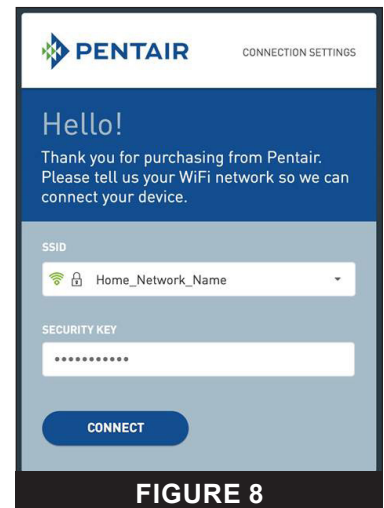 PENTAIR
CONNECTION SETTINGS
Hello!
Thank you for purchasing from Pentair.
Please tell us your WiFi network so we can
connect your device.
SSID
Home_Network_Name
SECURITY KEY
•••••••••••
CONNECT
FIGURE 8